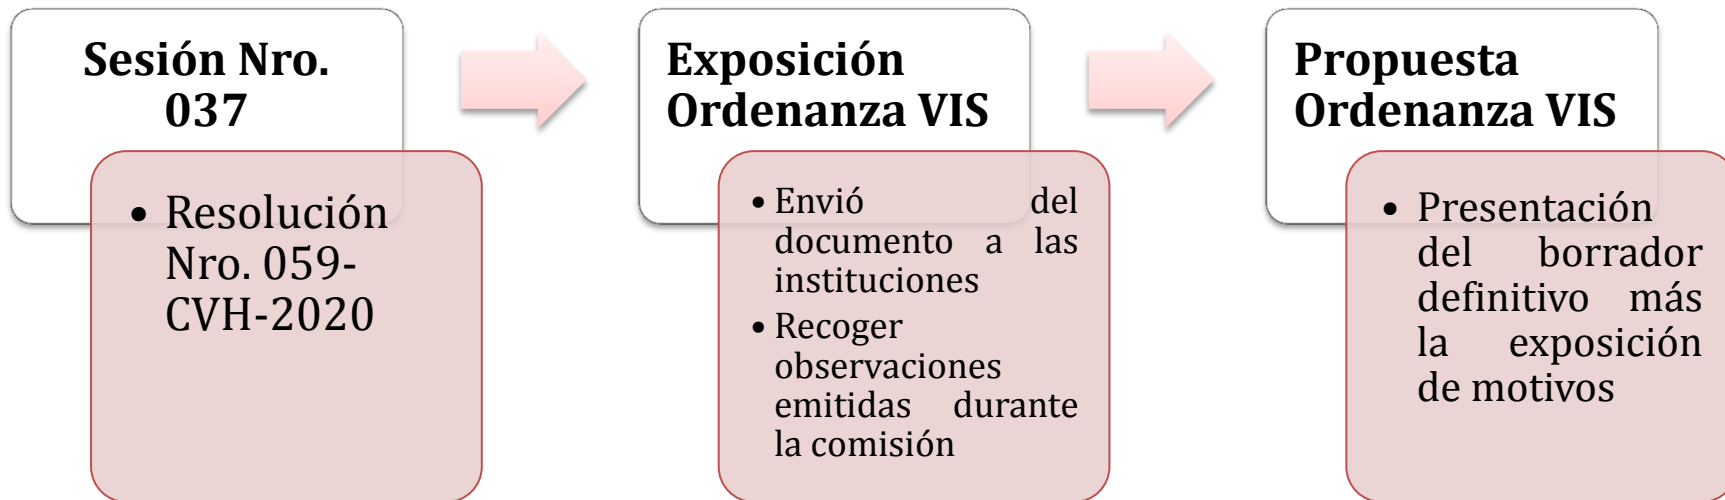 Sesión Nro.
037
• Resolución
Nro. 059-
CVH-2020
Exposición
Ordenanza VIS
• Envió del
documento a las
instituciones
• Recoger
observaciones
emitidas durante
la comisión
Propuesta
Ordenanza VIS
• Presentación
del borrador
definitivo más
la exposición
de motivos